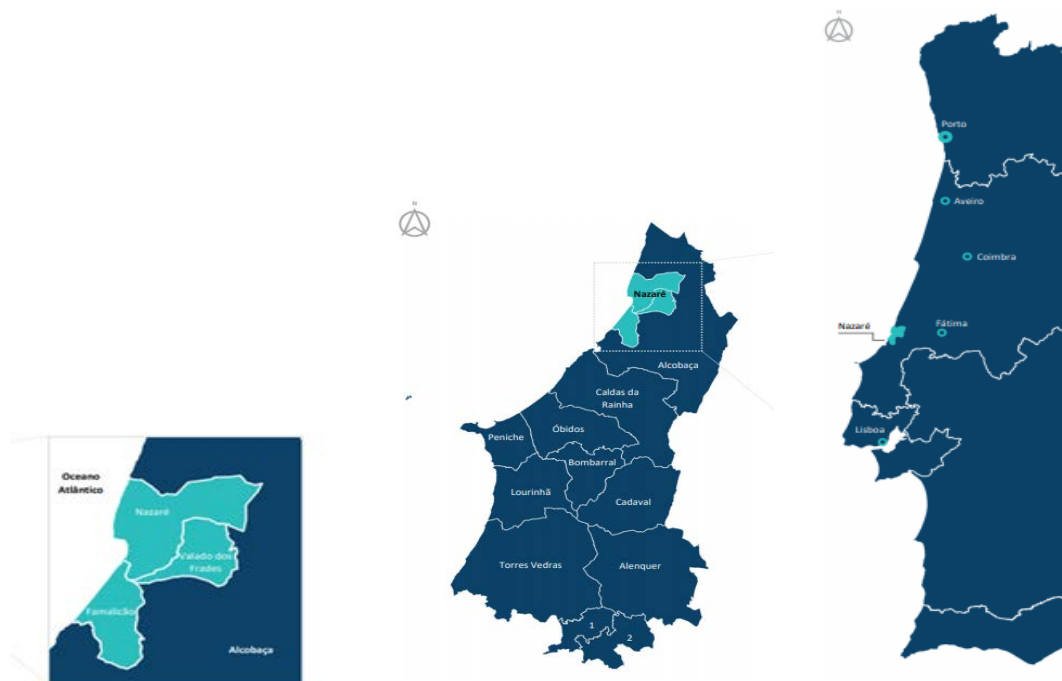 Oceano
Atlântico
Nazaré
Valado dos
Frades
Famalicão
Alcobaça
N
Nazaré
Alcobaça
Caldas da
Rainha
Óbidos
Peniche
Bombarral
Lourinhã
Cadaval
Torres Vedras
Alenquer
1
2
N
Porto
Aveiro
Coimbra
Nazaré
Fátima
Lisboa